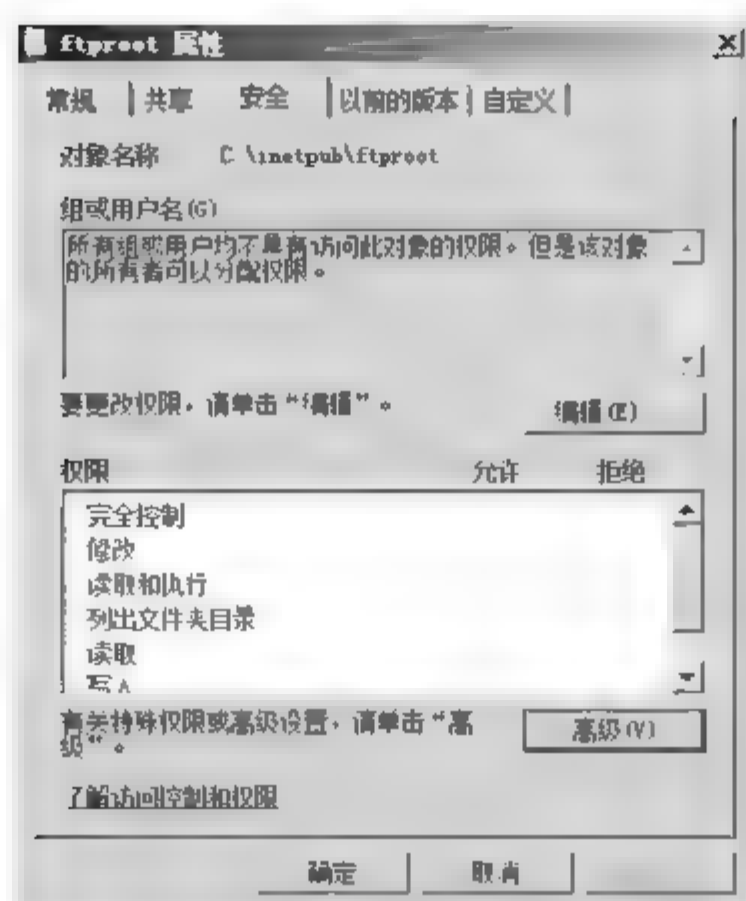 ftproot 属性
常规 共享 安全 以前的版本 自定义
对象名称 C \inetpub\ftproot
组或用户名(G)
所有组或用户均不具有访问此对象的权限。但是该对象
的所有者可以分配权限。
要更改权限，请单击“编辑”。 编辑(E)
权限 允许 拒绝
完全控制
修改
读取和执行
列出文件夹目录
读取
写入
有关特殊权限或高级设置，请单击“高
级”。 高级(V)
了解访问控制和权限
确定 取消